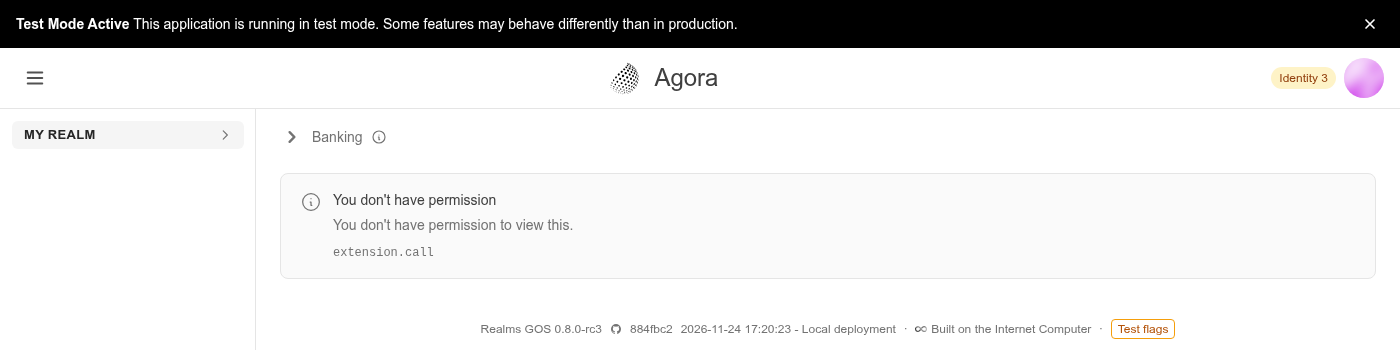 Test Mode Active This application is running in test mode. Some features may behave differently than in production.
Agora
Identity 3
MY REALM
Banking
You don't have permission
You don't have permission to view this.
extension.call
Realms GOS 0.8.0-rc3 884fbc2 2026-11-24 17:20:23 - Local deployment · ∞ Built on the Internet Computer · Test flags